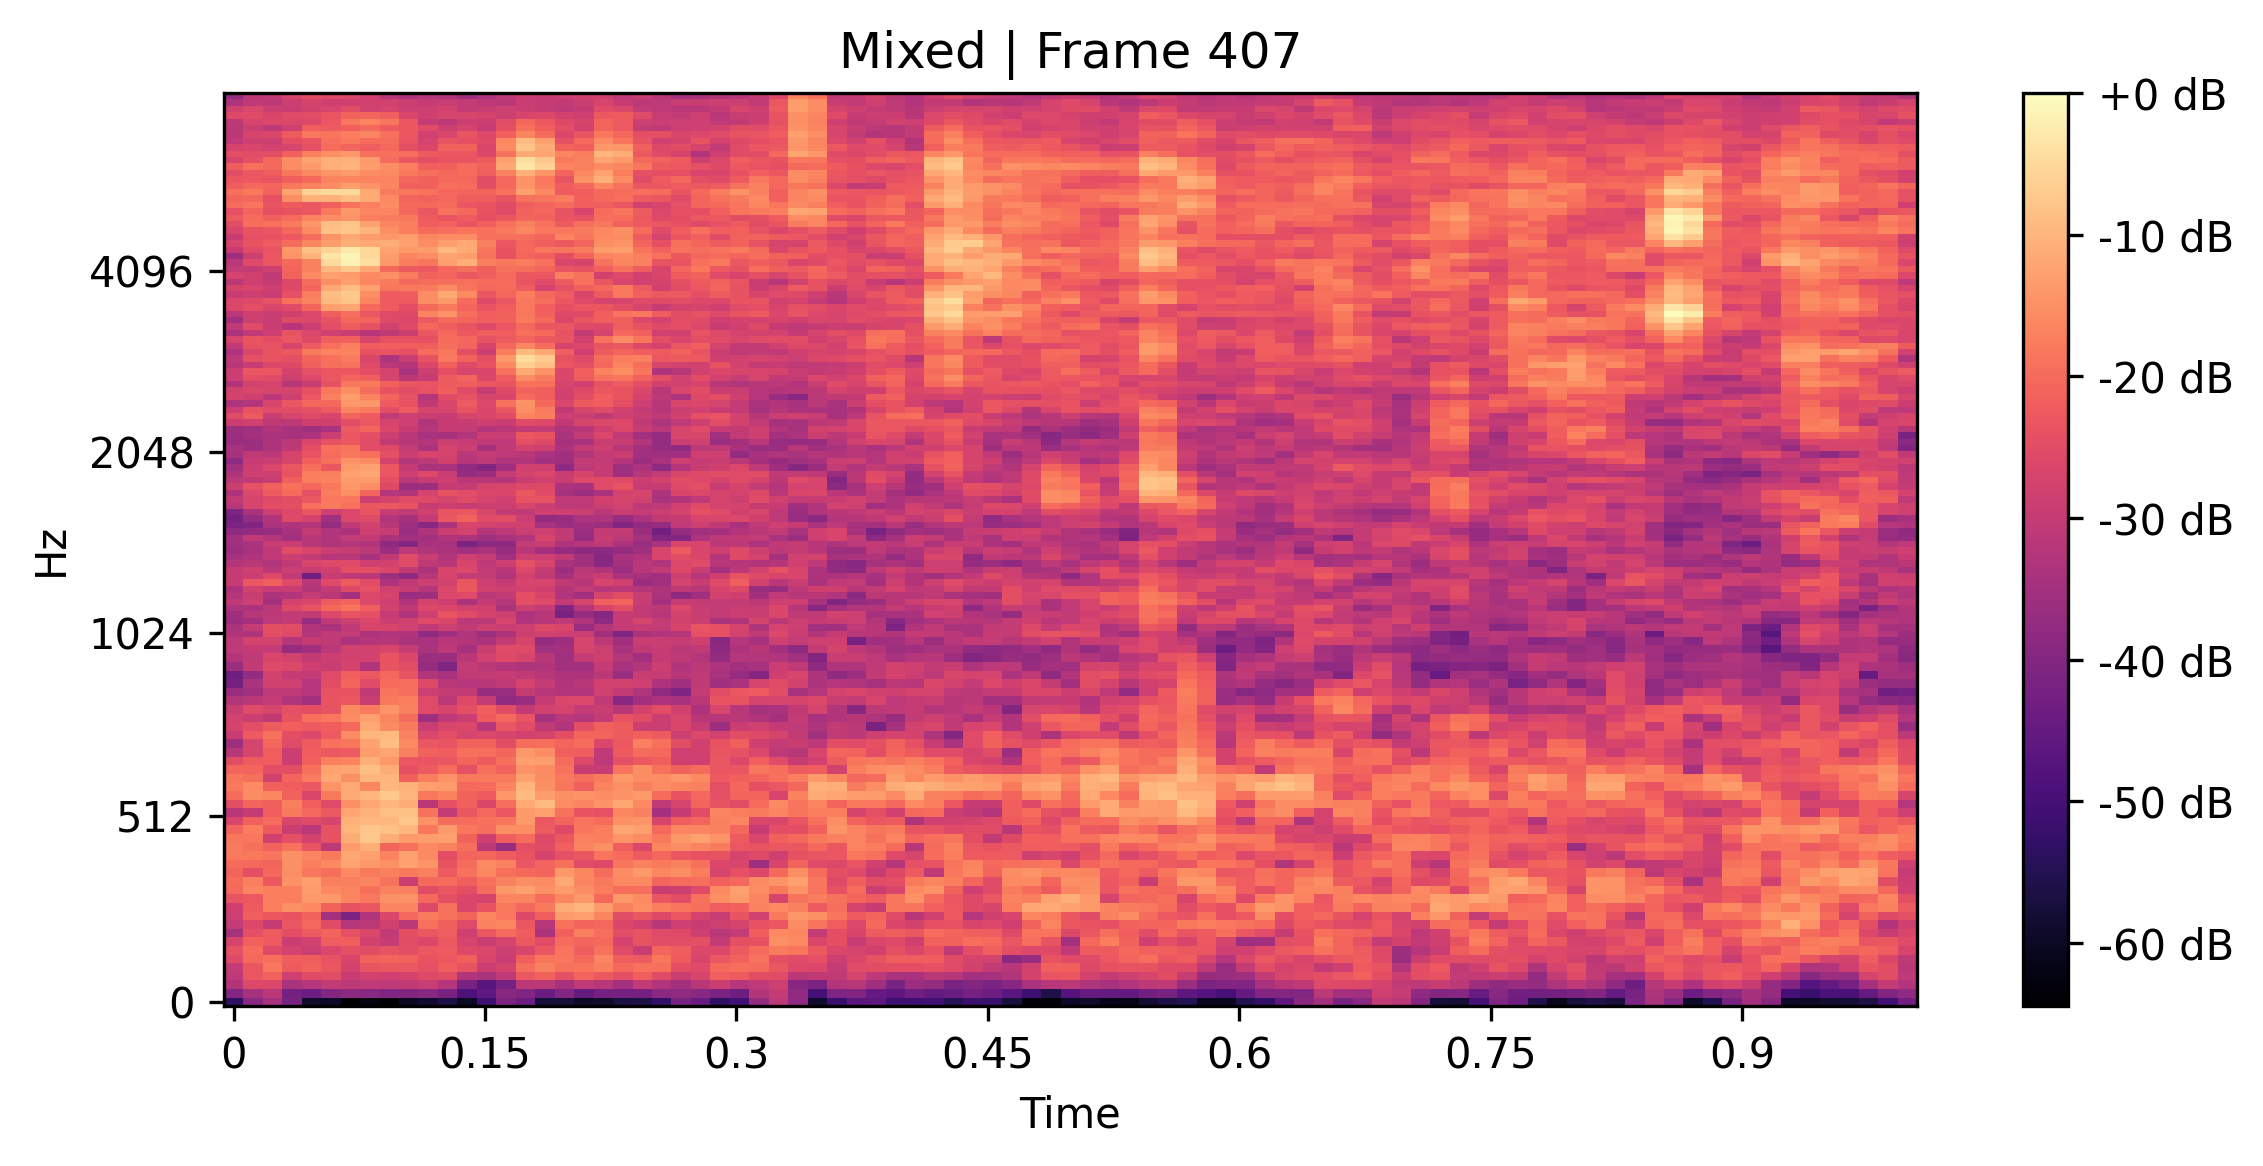 Mixed | Frame 407
+0 dB
-10 dB
-20 dB
-30 dB
-40 dB
-50 dB
-60 dB
4096
2048
1024
512
0
Hz
0 0.15 0.3 0.45 0.6 0.75 0.9
Time